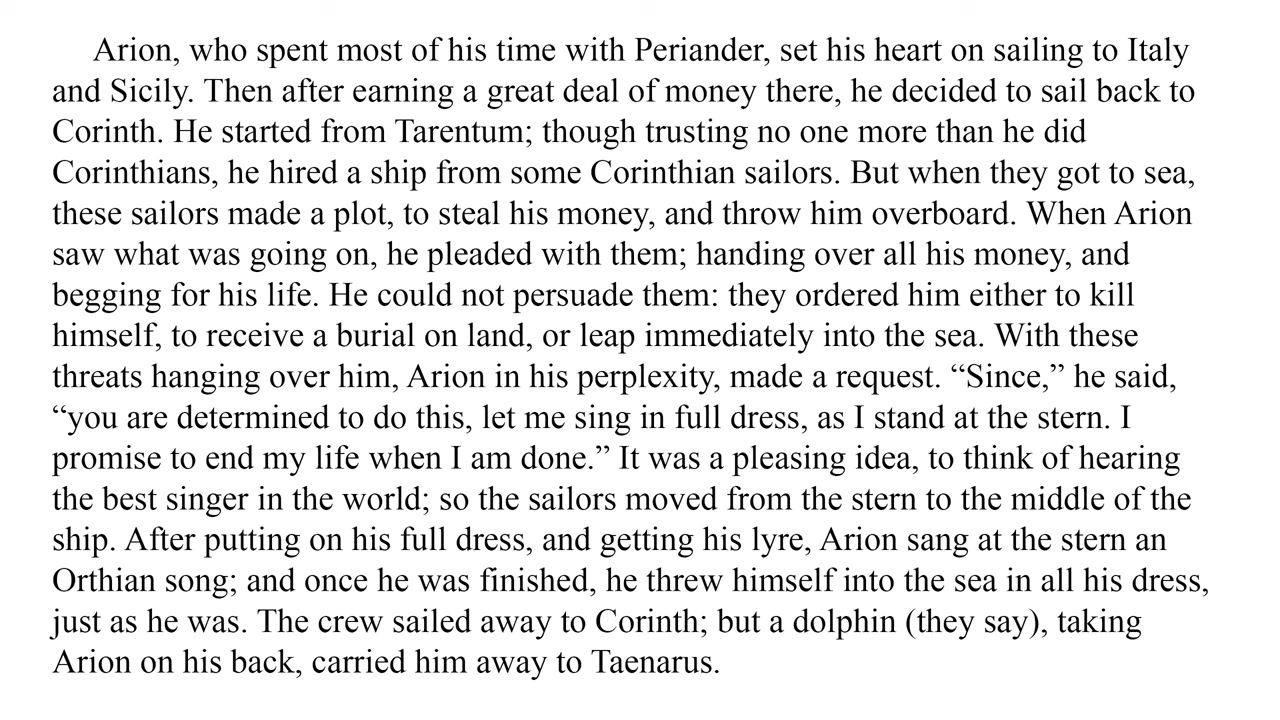 Arion, who spent most of his time with Periander, set his heart on sailing to Italy
and Sicily. Then after earning a great deal of money there, he decided to sail back to
Corinth. He started from Tarentum; though trusting no one more than he did
Corinthians, he hired a ship from some Corinthian sailors. But when they got to sea,
these sailors made a plot, to steal his money, and throw him overboard. When Arion
saw what was going on, he pleaded with them; handing over all his money, and
begging for his life. He could not persuade them: they ordered him either to kill
himself, to receive a burial on land, or leap immediately into the sea. With these
threats hanging over him, Arion in his perplexity, made a request. “Since,” he said,
“you are determined to do this, let me sing in full dress, as I stand at the stern. I
promise to end my life when I am done.” It was a pleasing idea, to think of hearing
the best singer in the world; so the sailors moved from the stern to the middle of the
ship. After putting on his full dress, and getting his lyre, Arion sang at the stern an
Orthian song; and once he was finished, he threw himself into the sea in all his dress,
just as he was. The crew sailed away to Corinth; but a dolphin (they say), taking
Arion on his back, carried him away to Taenarus.